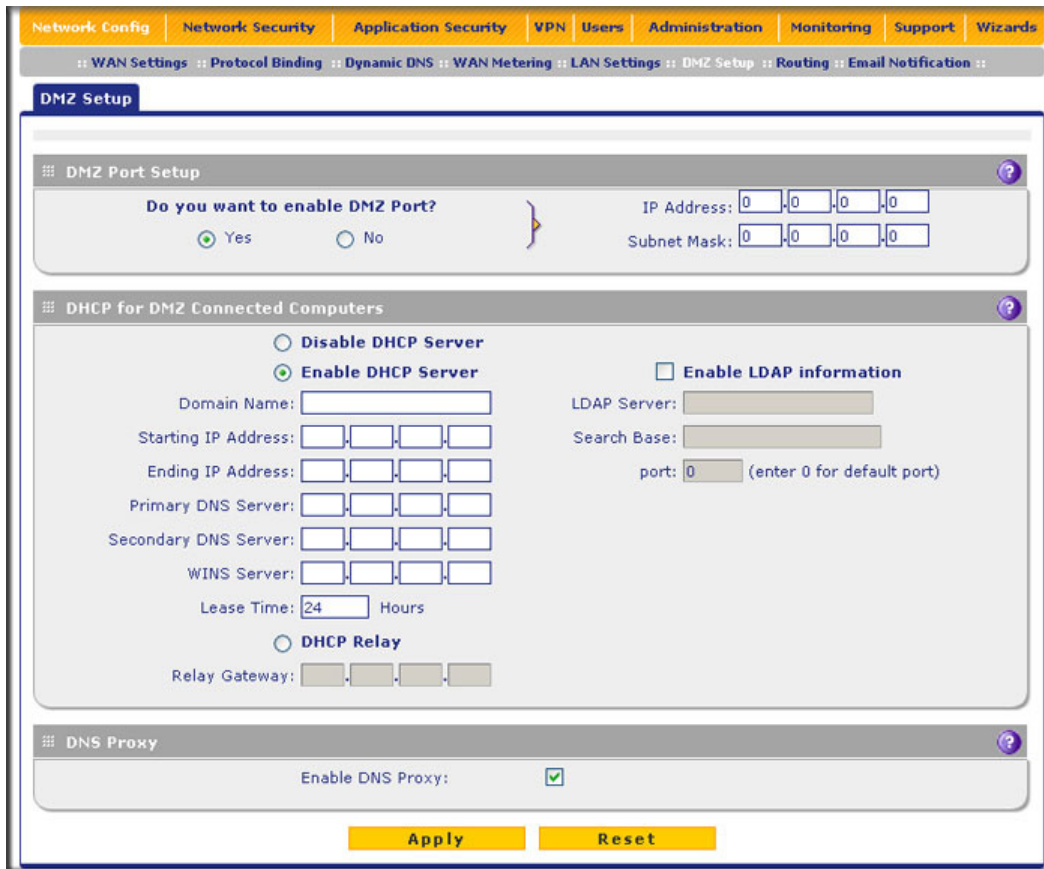 Network Config Network Security Application Security VPN Users Administration Monitoring Support Wizards
:: WAN Settings :: Protocol Binding :: Dynamic DNS :: WAN Metering :: LAN Settings :: DMZ Setup :: Routing :: Email Notification ::
DMZ Setup
DMZ Port Setup
?
Do you want to enable DMZ Port?
Yes No
IP Address: 0.0.0.0
Subnet Mask: 0.0.0.0
DHCP for DMZ Connected Computers
?
Disable DHCP Server
Enable DHCP Server
Domain Name:
Starting IP Address: . . .
Ending IP Address: . . .
Primary DNS Server: . . .
Secondary DNS Server: . . .
WINS Server: . . .
Lease Time: 24 Hours
DHCP Relay
Relay Gateway: . . .
Enable LDAP information
LDAP Server:
Search Base:
port: 0 (enter 0 for default port)
DNS Proxy
?
Enable DNS Proxy:
Apply Reset